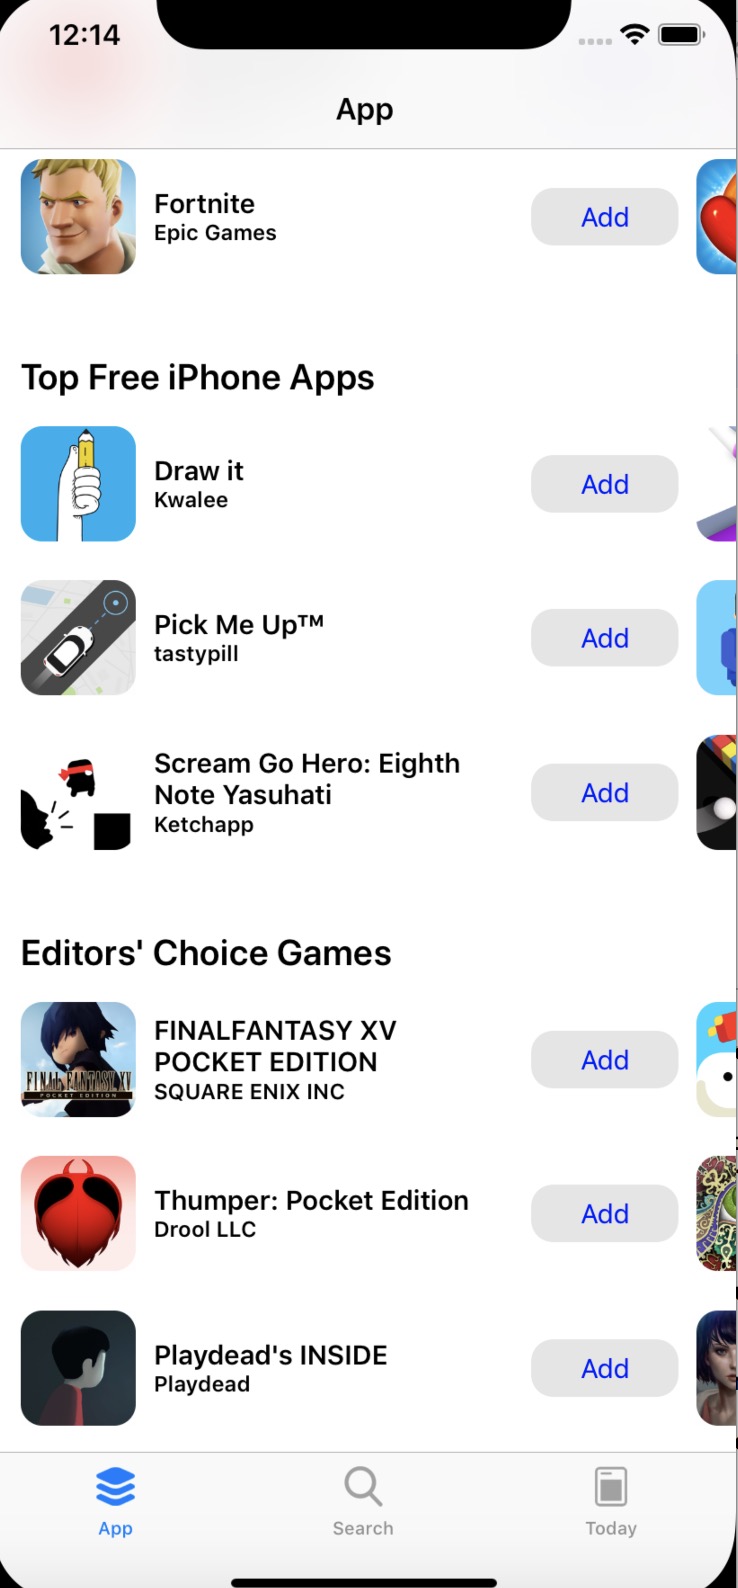 12:14
App
Fortnite
Epic Games
Add
Top Free iPhone Apps
Draw it
Kwalee
Add
Pick Me Up™
tastypill
Add
Scream Go Hero: Eighth
Note Yasuhati
Ketchapp
Add
Editors' Choice Games
FINAL FANTASY XV
POCKET EDITION
FINALFANTASY XV
POCKET EDITION
SQUARE ENIX INC
Add
Thumper: Pocket Edition
Drool LLC
Add
Playdead's INSIDE
Playdead
Add
App
Search
Today